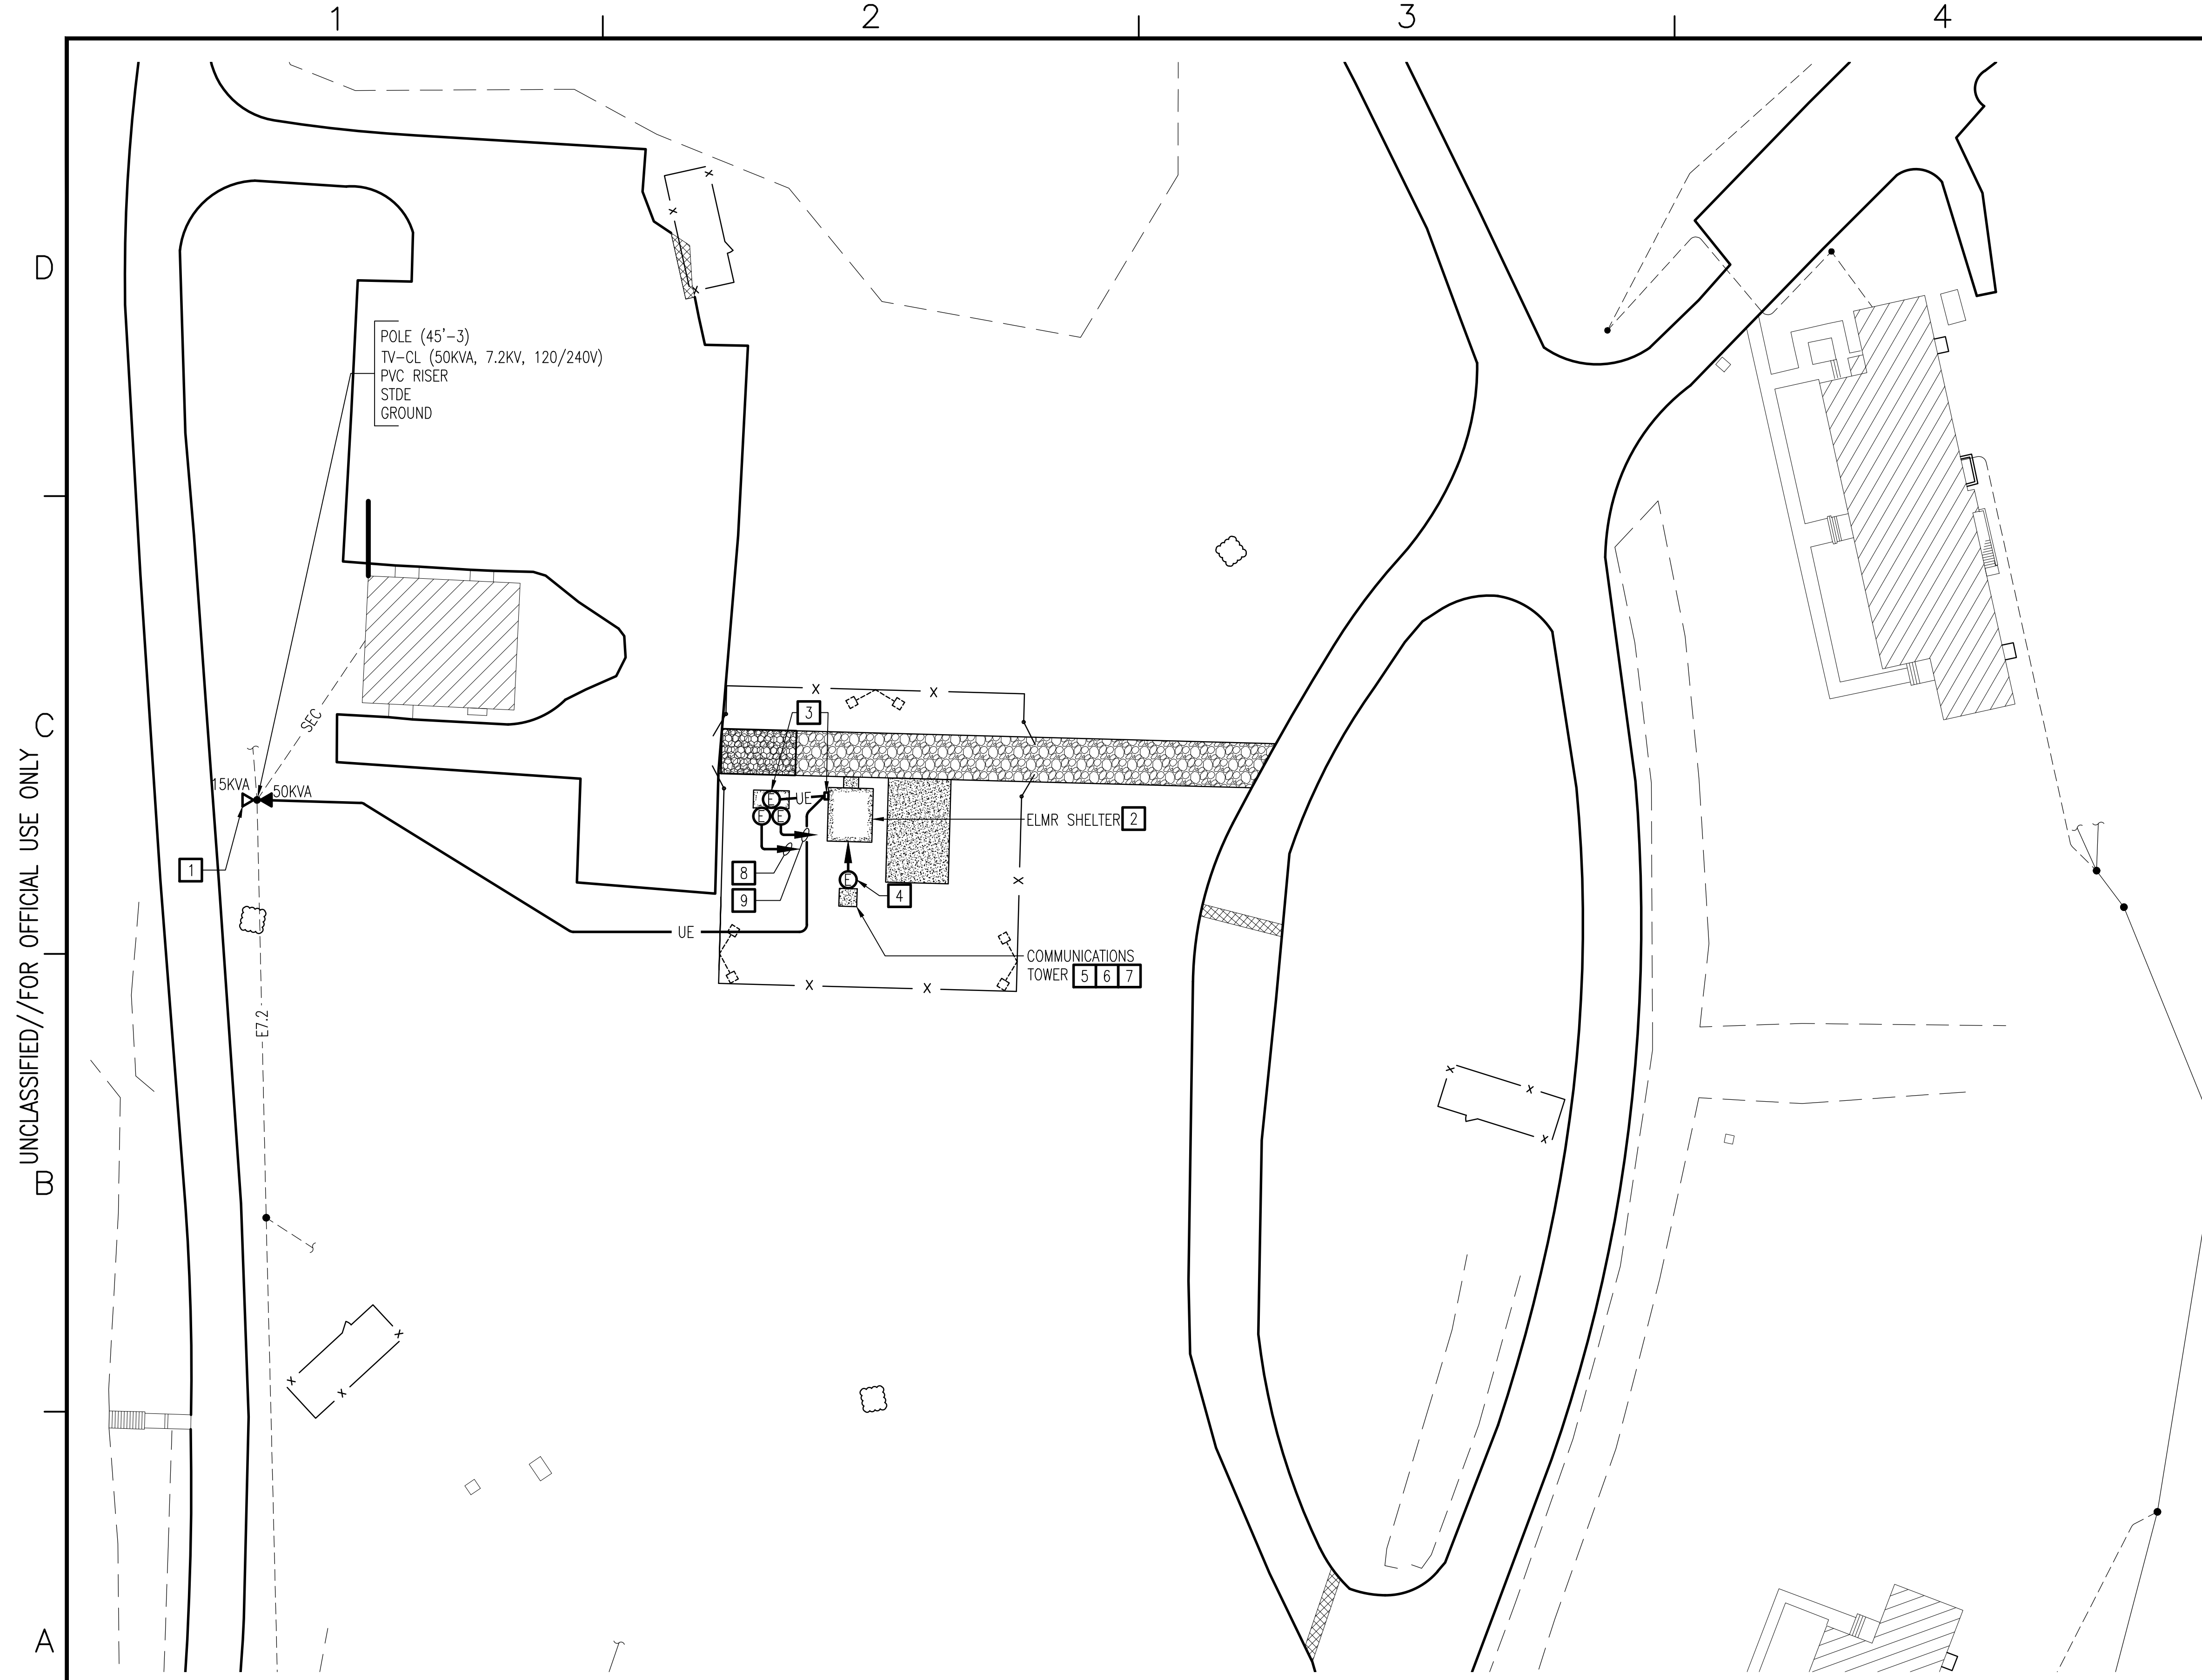 1 2 3 4
D
POLE (45'-3)
TV-CL (50KVA, 7.2KV, 120/240V)
PVC RISER
STDE
GROUND
C
SEC
3
15KVA
50KVA
E
UE
E E
ELMR SHELTER 2
1
8
E
4
9
UE
COMMUNICATIONS
TOWER 5 6 7
E7.2
UNCLASSIFIED//FOR OFFICIAL USE ONLY
B
A